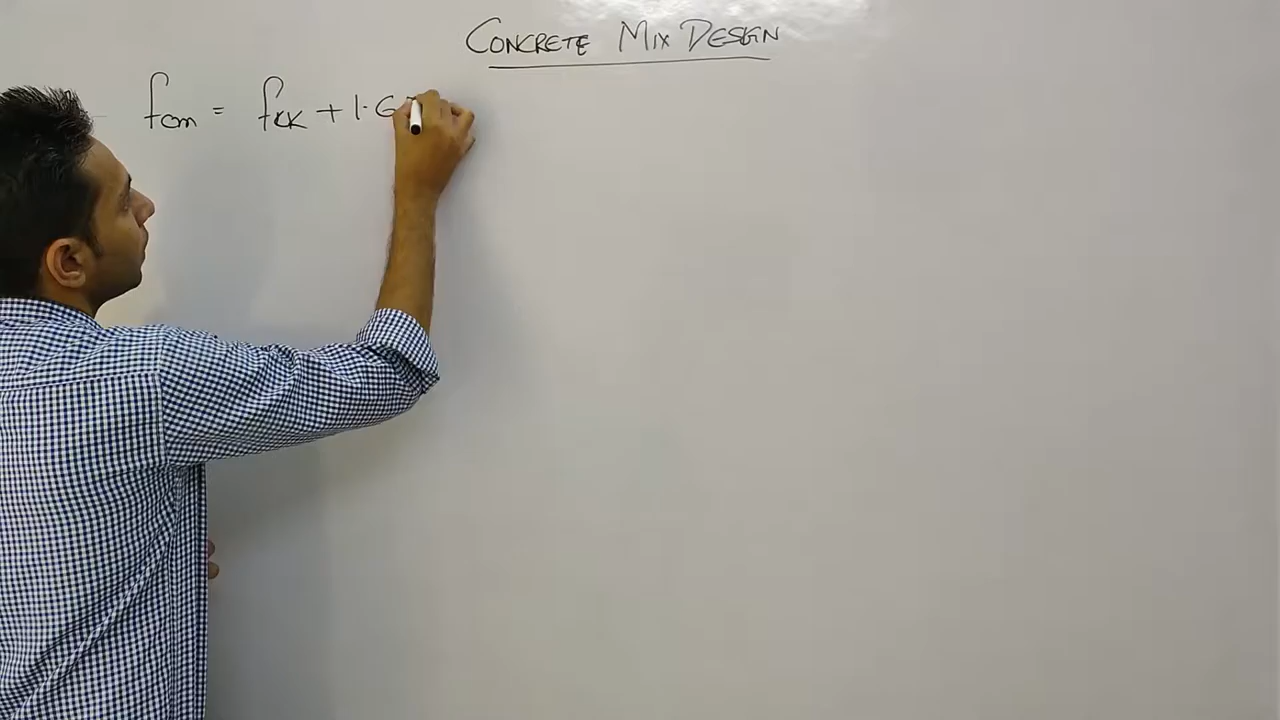 CONCRETE MIX DESIGN
fcm = fck + 1.6